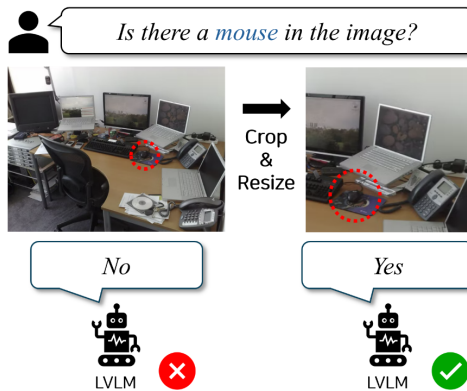 Is there a mouse in the image?
Crop
&
Resize
No
Yes
LVLM
LVLM